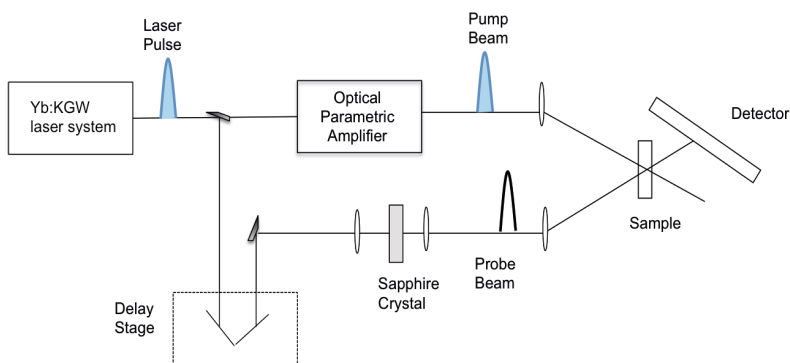 Laser
Pulse
Pump
Beam
Yb:KGW
laser system
Optical
Parametric
Amplifier
Detector
Sample
Sapphire
Crystal
Probe
Beam
Delay
Stage